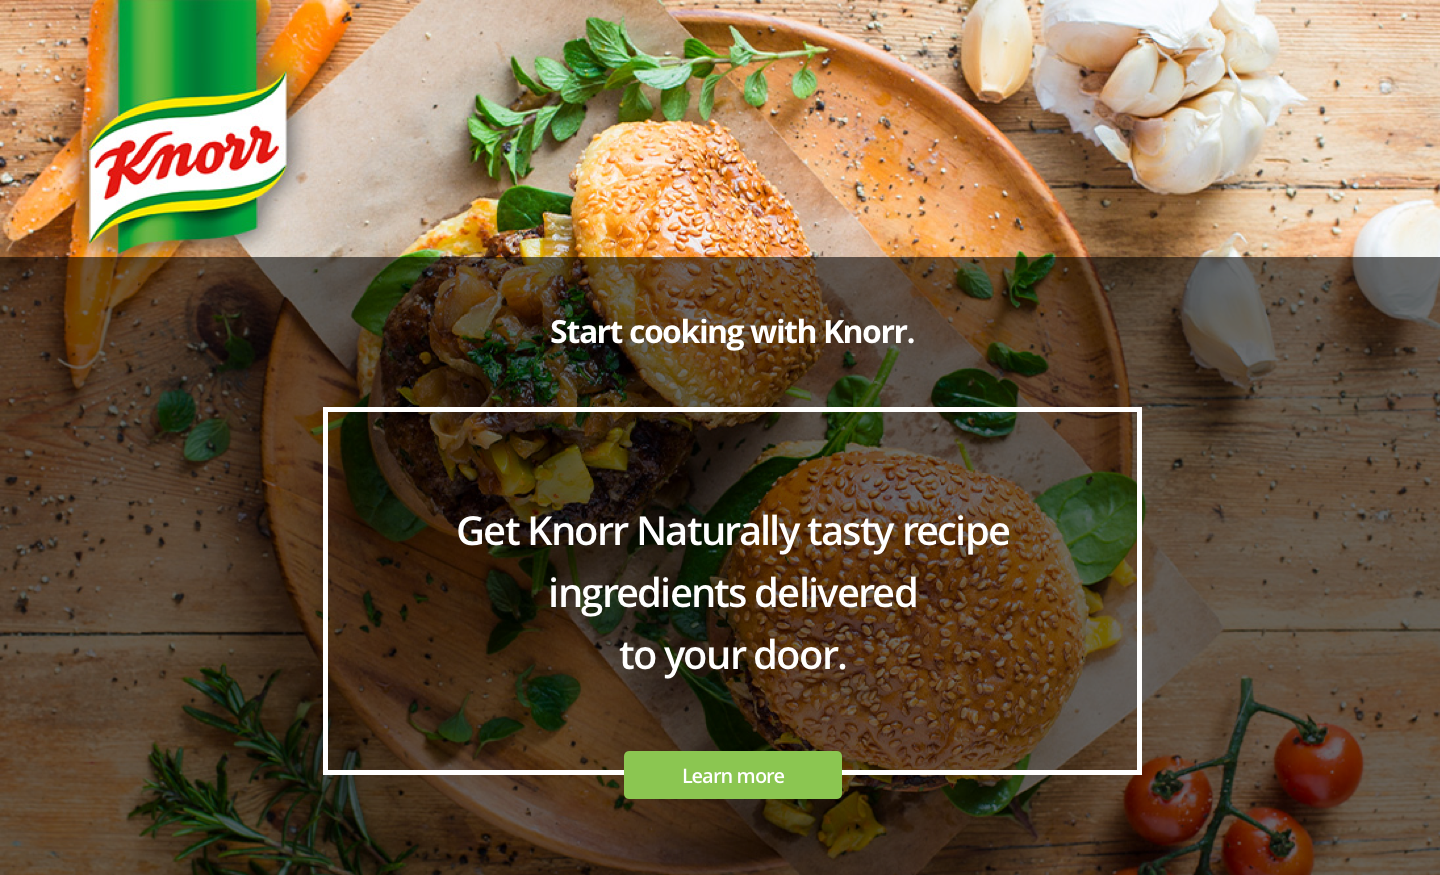 Knorr
Start cooking with Knorr.
Get Knorr Naturally tasty recipe
ingredients delivered
to your door.
Learn more